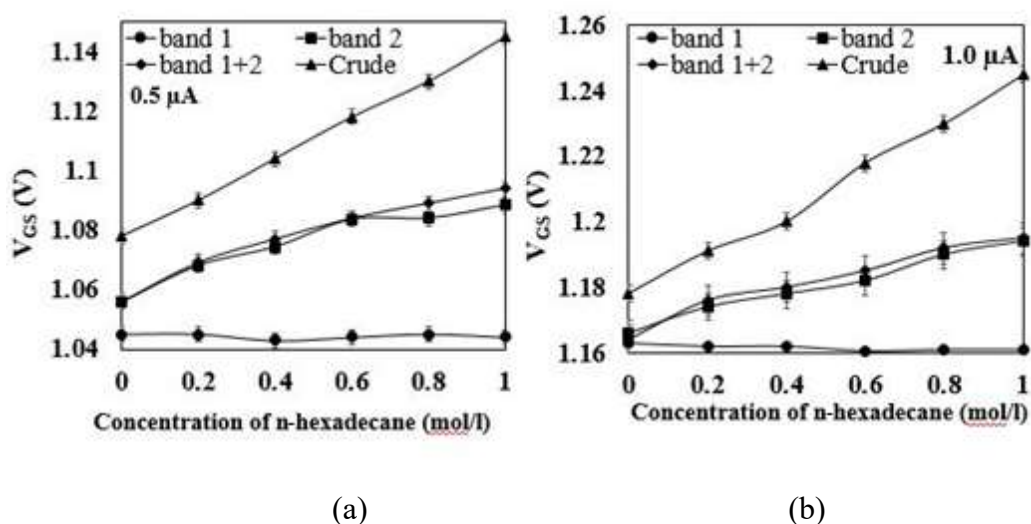 band 1
band 2
band 1+2
Crude
0.5 µA
1.14
1.12
1.1
1.08
1.06
1.04
V_GS (V)
0 0.2 0.4 0.6 0.8 1
Concentration of n-hexadecane (mol/l)
(a)
band 1
band 2
band 1+2
Crude
1.0 µA
1.26
1.24
1.22
1.2
1.18
1.16
V_GS (V)
0 0.2 0.4 0.6 0.8 1
Concentration of n-hexadecane (mol/l)
(b)